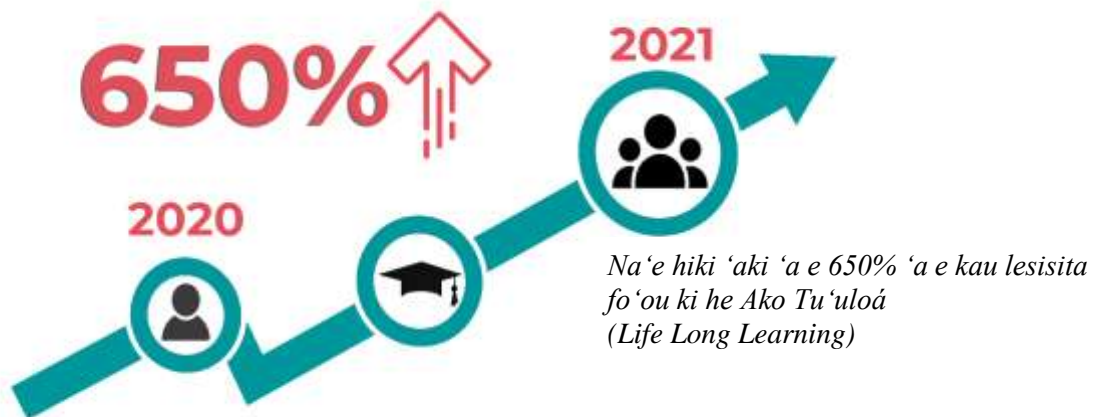 650%
2021
2020
Na‘e hiki ‘aki ‘a e 650% ‘a e kau lesisita
fo‘ou ki he Ako Tu‘uloá
(Life Long Learning)